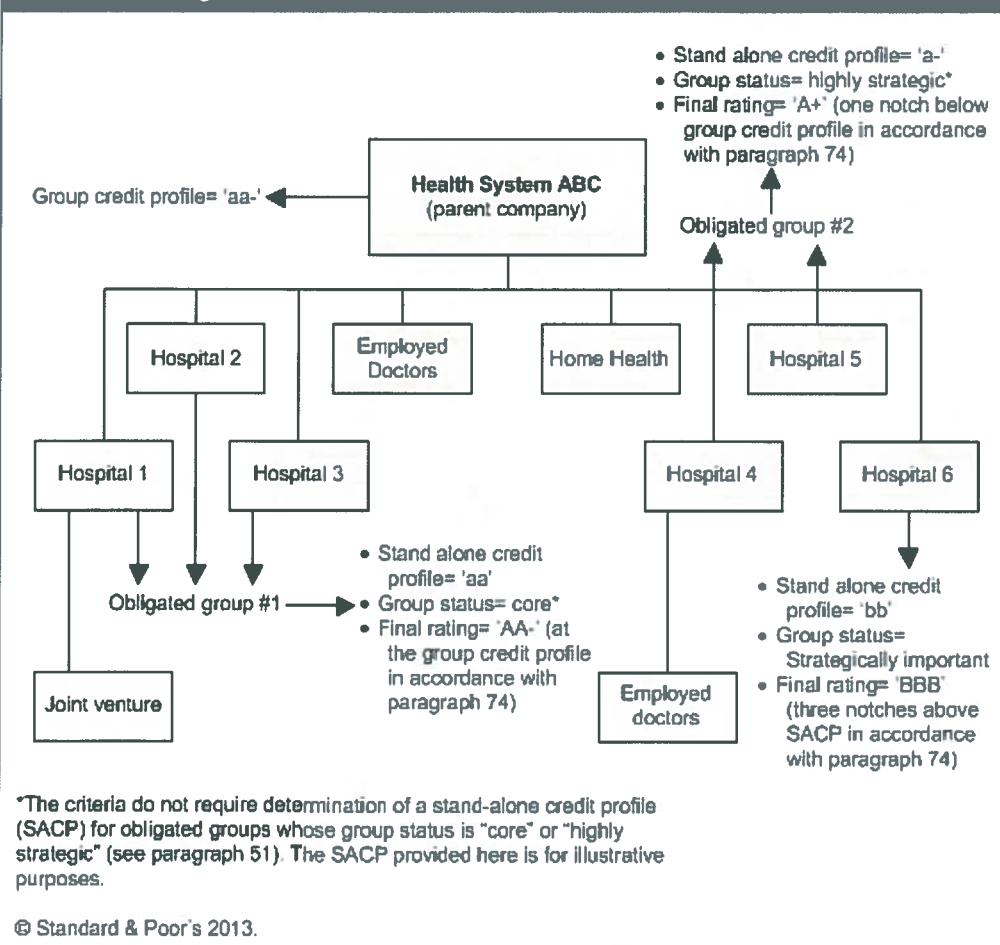 • Stand alone credit profile= 'a-'
• Group status= highly strategic*
• Final rating= 'A+' (one notch below
group credit profile in accordance
with paragraph 74)
Group credit profile= 'aa-'
Health System ABC
(parent company)
Obligated group #2
Hospital 2
Employed
Doctors
Home Health
Hospital 5
Hospital 1
Hospital 3
Hospital 4
Hospital 6
Obligated group #1
• Stand alone credit
profile= 'aa'
• Group status= core*
• Final rating= 'AA-' (at
the group credit profile
in accordance with
paragraph 74)
• Stand alone credit
profile= 'bb'
• Group status=
Strategically important
• Final rating= 'BBB'
(three notches above
SACP in accordance
with paragraph 74)
Joint venture
Employed
doctors
*The criteria do not require determination of a stand-alone credit profile
(SACP) for obligated groups whose group status is "core" or "highly
strategic" (see paragraph 51). The SACP provided here is for illustrative
purposes.
© Standard & Poor's 2013.